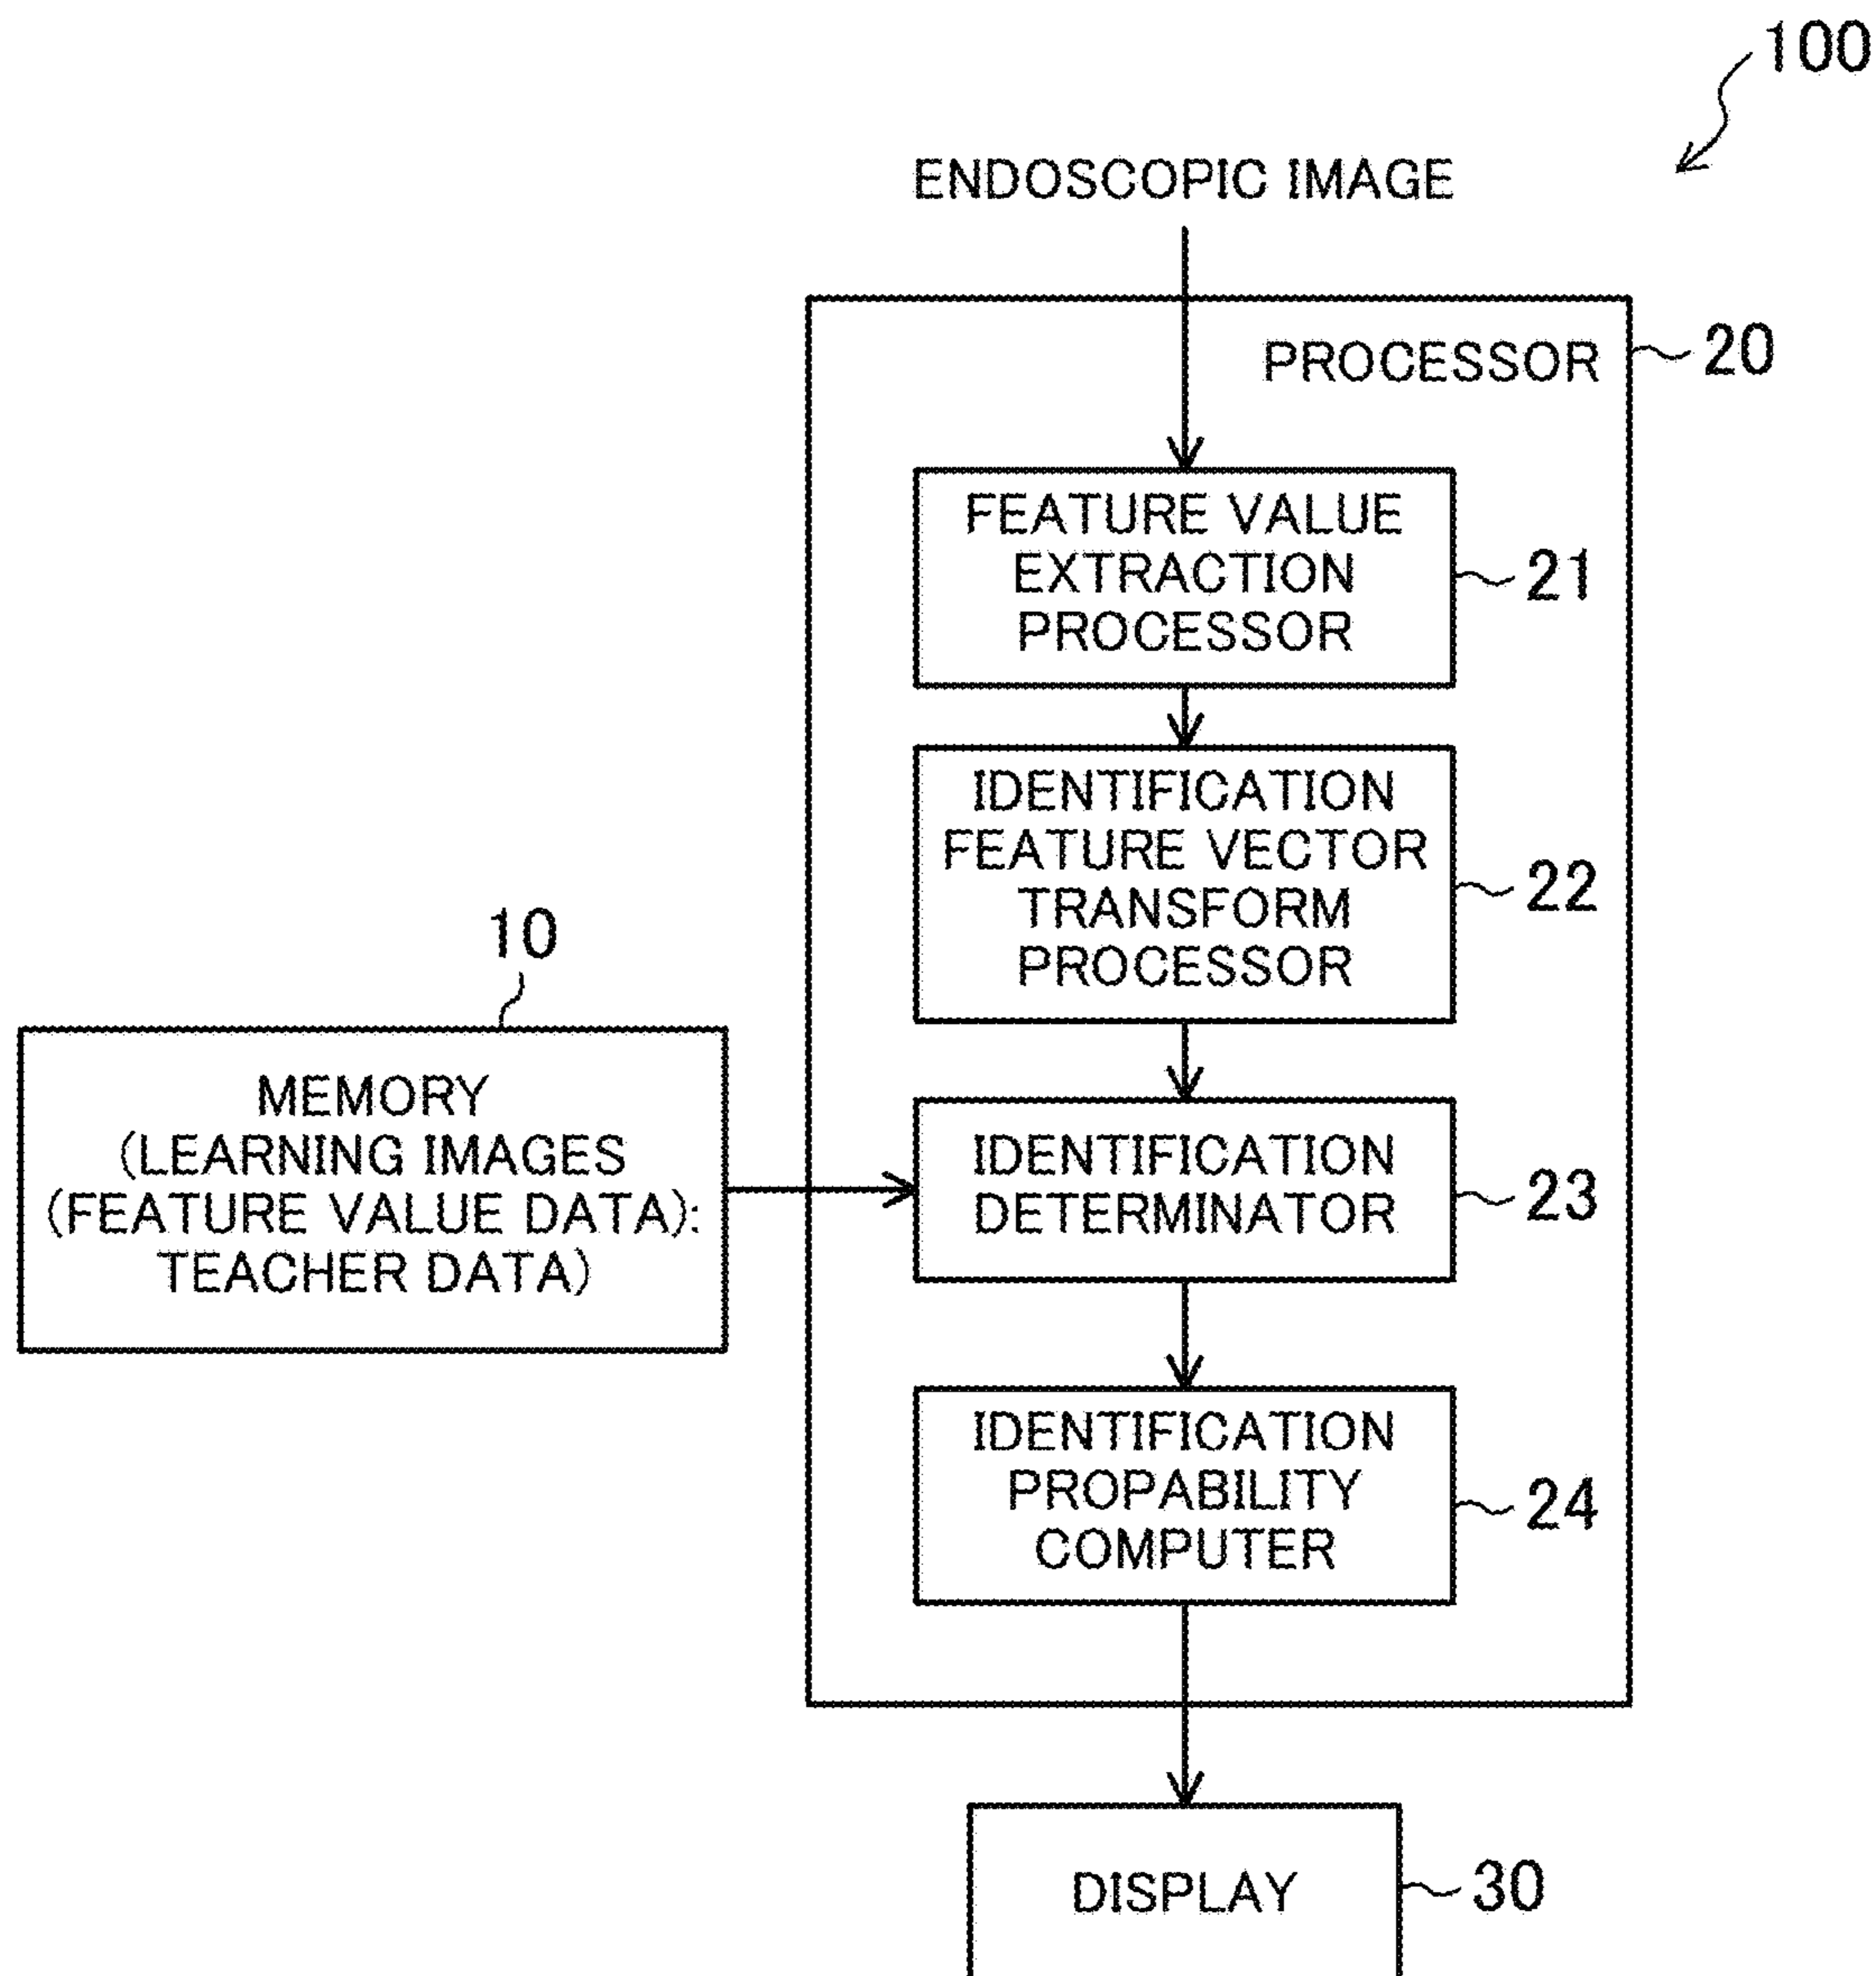 100
ENDOSCOPIC IMAGE
PROCESSOR
20
FEATURE VALUE
EXTRACTION
PROCESSOR
21
IDENTIFICATION
FEATURE VECTOR
TRANSFORM
PROCESSOR
22
10
MEMORY
(LEARNING IMAGES
(FEATURE VALUE DATA):
TEACHER DATA)
IDENTIFICATION
DETERMINATOR
23
IDENTIFICATION
PROPABILITY
COMPUTER
24
DISPLAY
30